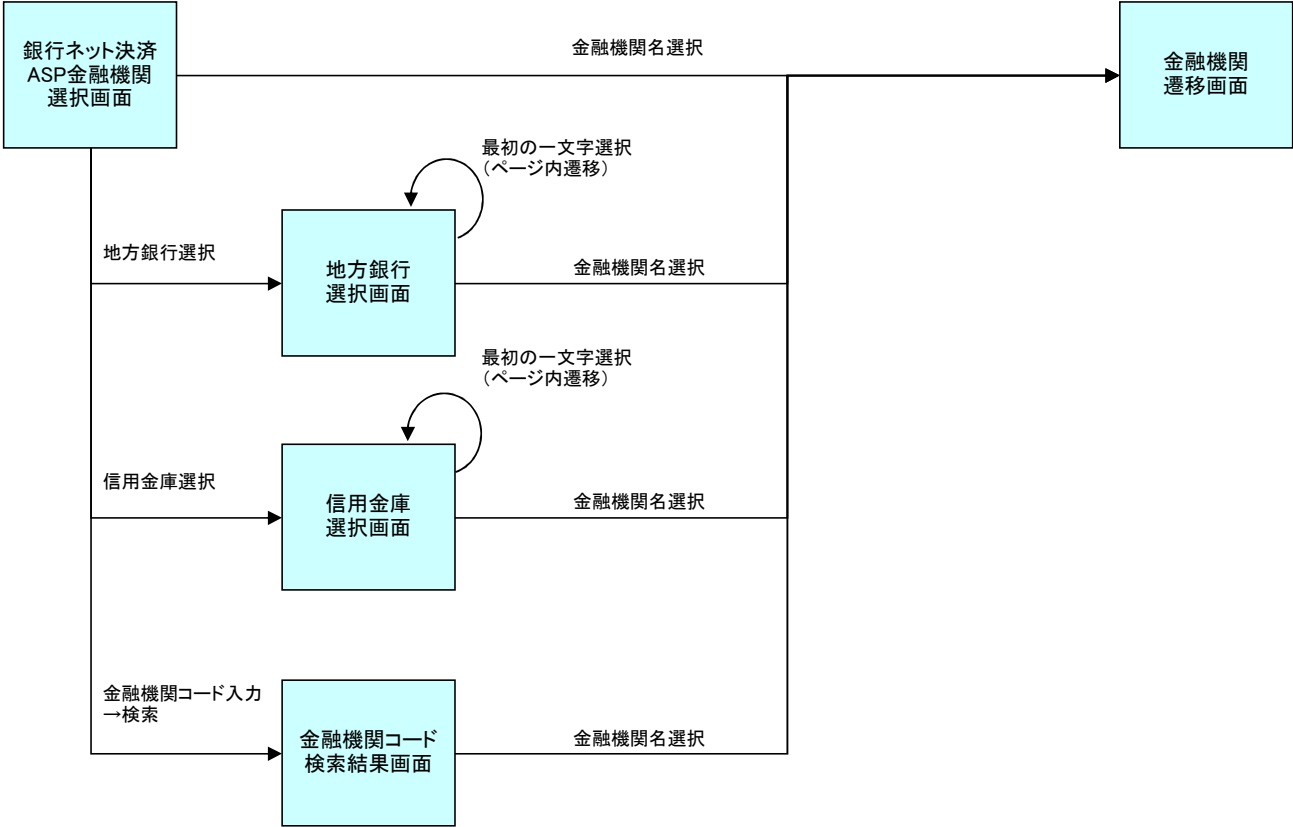 銀行ネット決済
ASP金融機関
選択画面
金融機関名選択
金融機関
遷移画面
最初の一文字選択
(ページ内遷移)
地方銀行選択
地方銀行
選択画面
金融機関名選択
最初の一文字選択
(ページ内遷移)
信用金庫選択
信用金庫
選択画面
金融機関名選択
金融機関コード入力
→検索
金融機関コード
検索結果画面
金融機関名選択